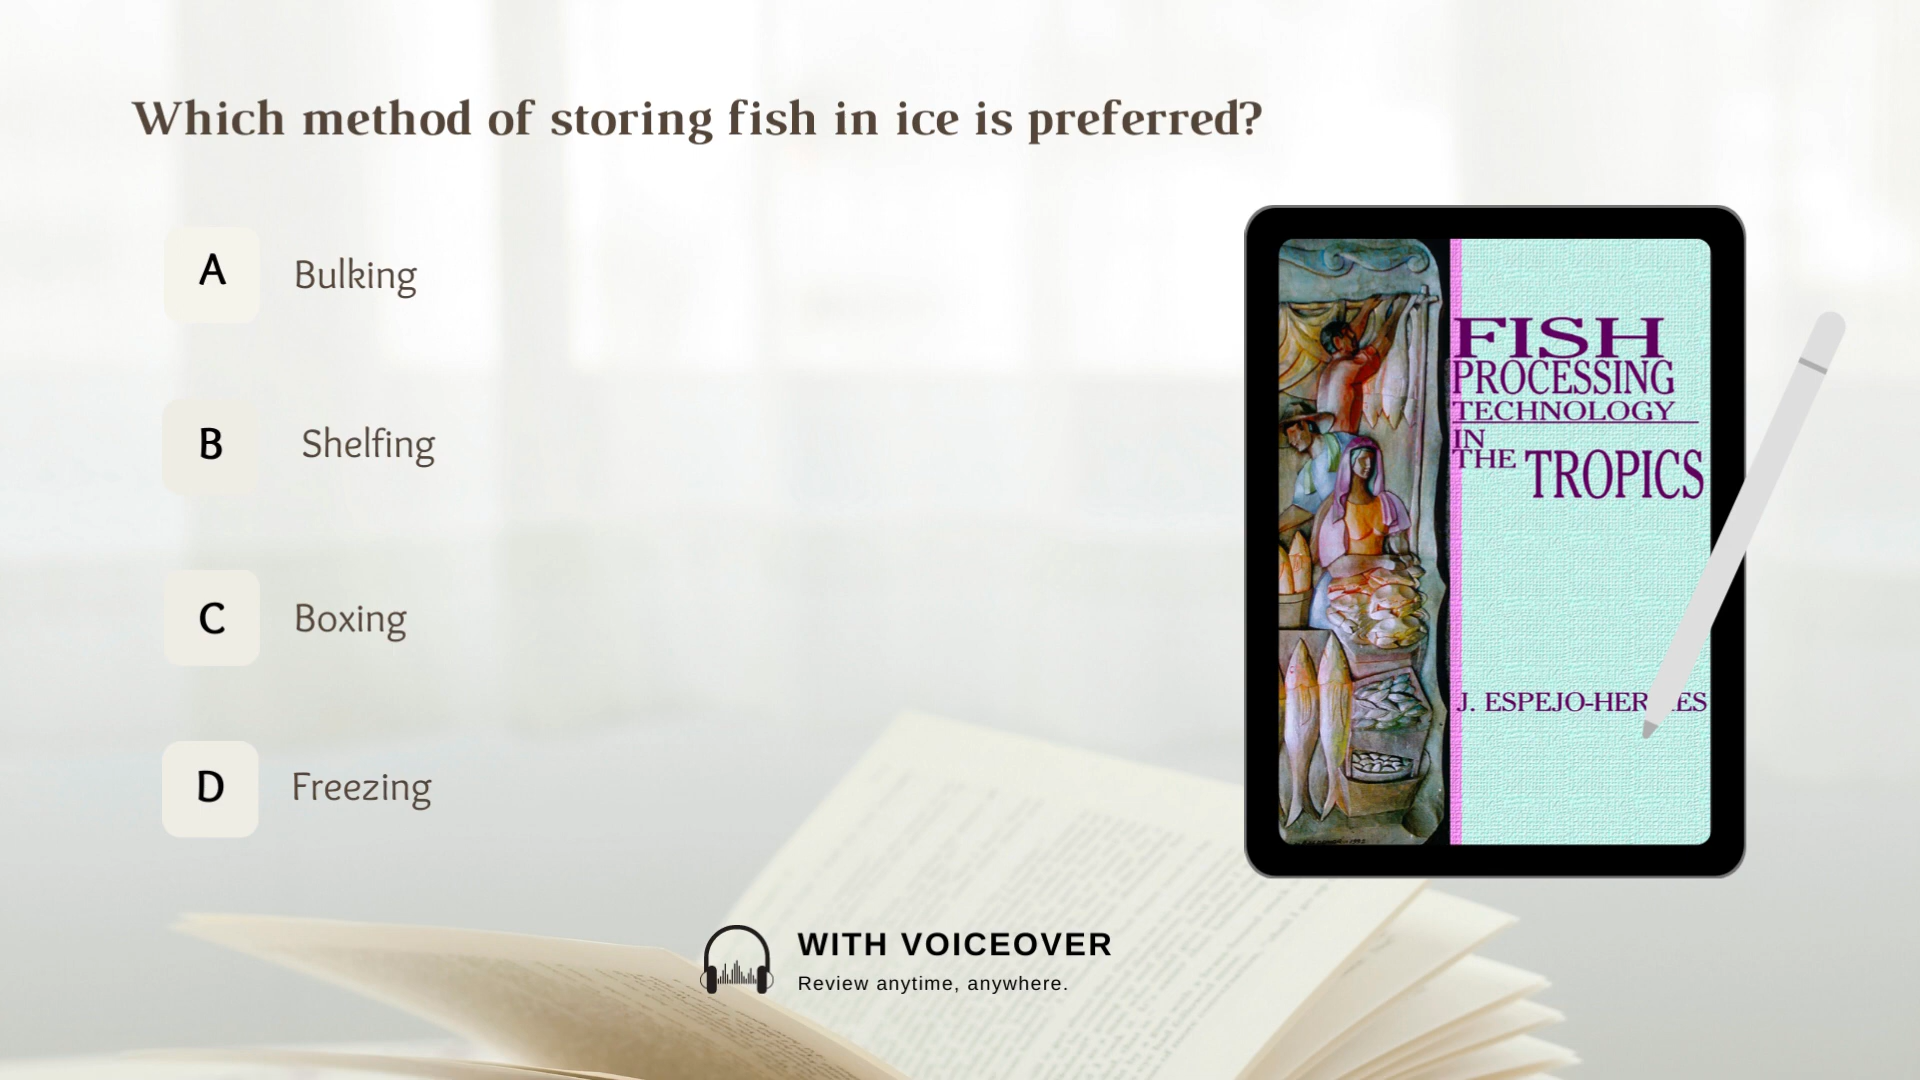 Which method of storing fish in ice is preferred?
A Bulking
B Shelfing
C Boxing
D Freezing
FISH
PROCESSING
TECHNOLOGY
IN
THE TROPICS
J.
WITH VOICEOVER
Review anytime, anywhere.